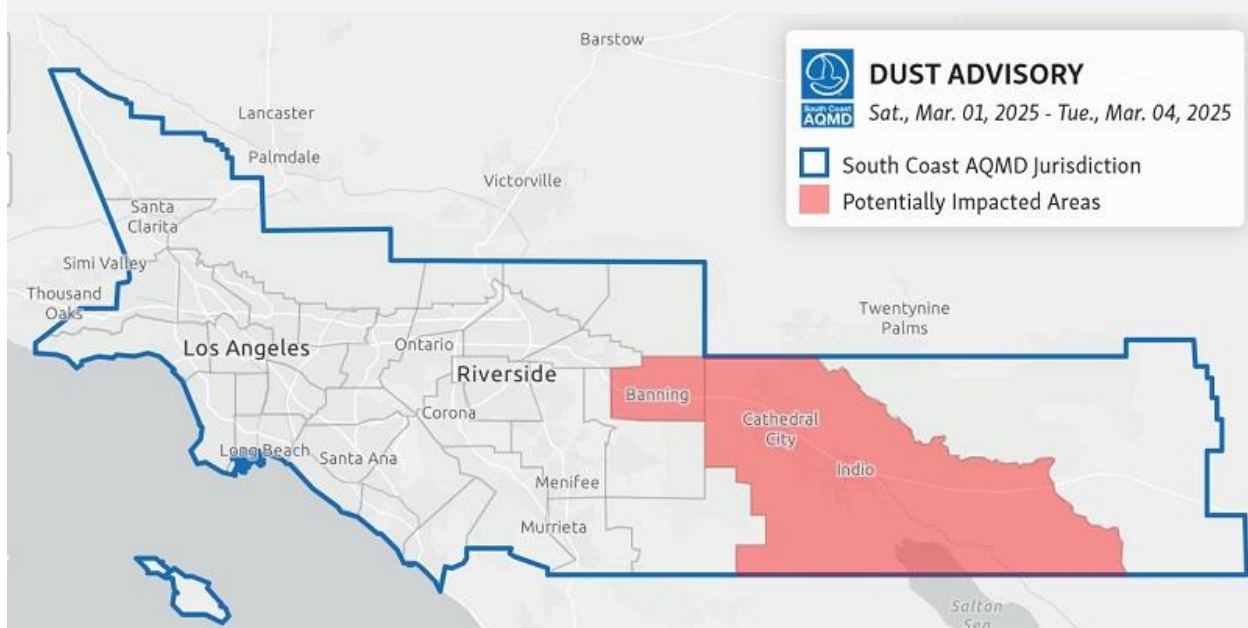 Barstow
DUST ADVISORY
South Coast
AQMD
Sat., Mar. 01, 2025 - Tue., Mar. 04, 2025
South Coast AQMD Jurisdiction
Potentially Impacted Areas
Lancaster
Palmdale
Victorville
Santa
Clarita
Simi Valley
Thousand
Oaks
Twentynine
Palms
Los Angeles
Ontario
Riverside
Banning
Corona
Cathedral
City
Long Beach
Santa Ana
Indio
Menifee
Murrieta
Salton
Sea